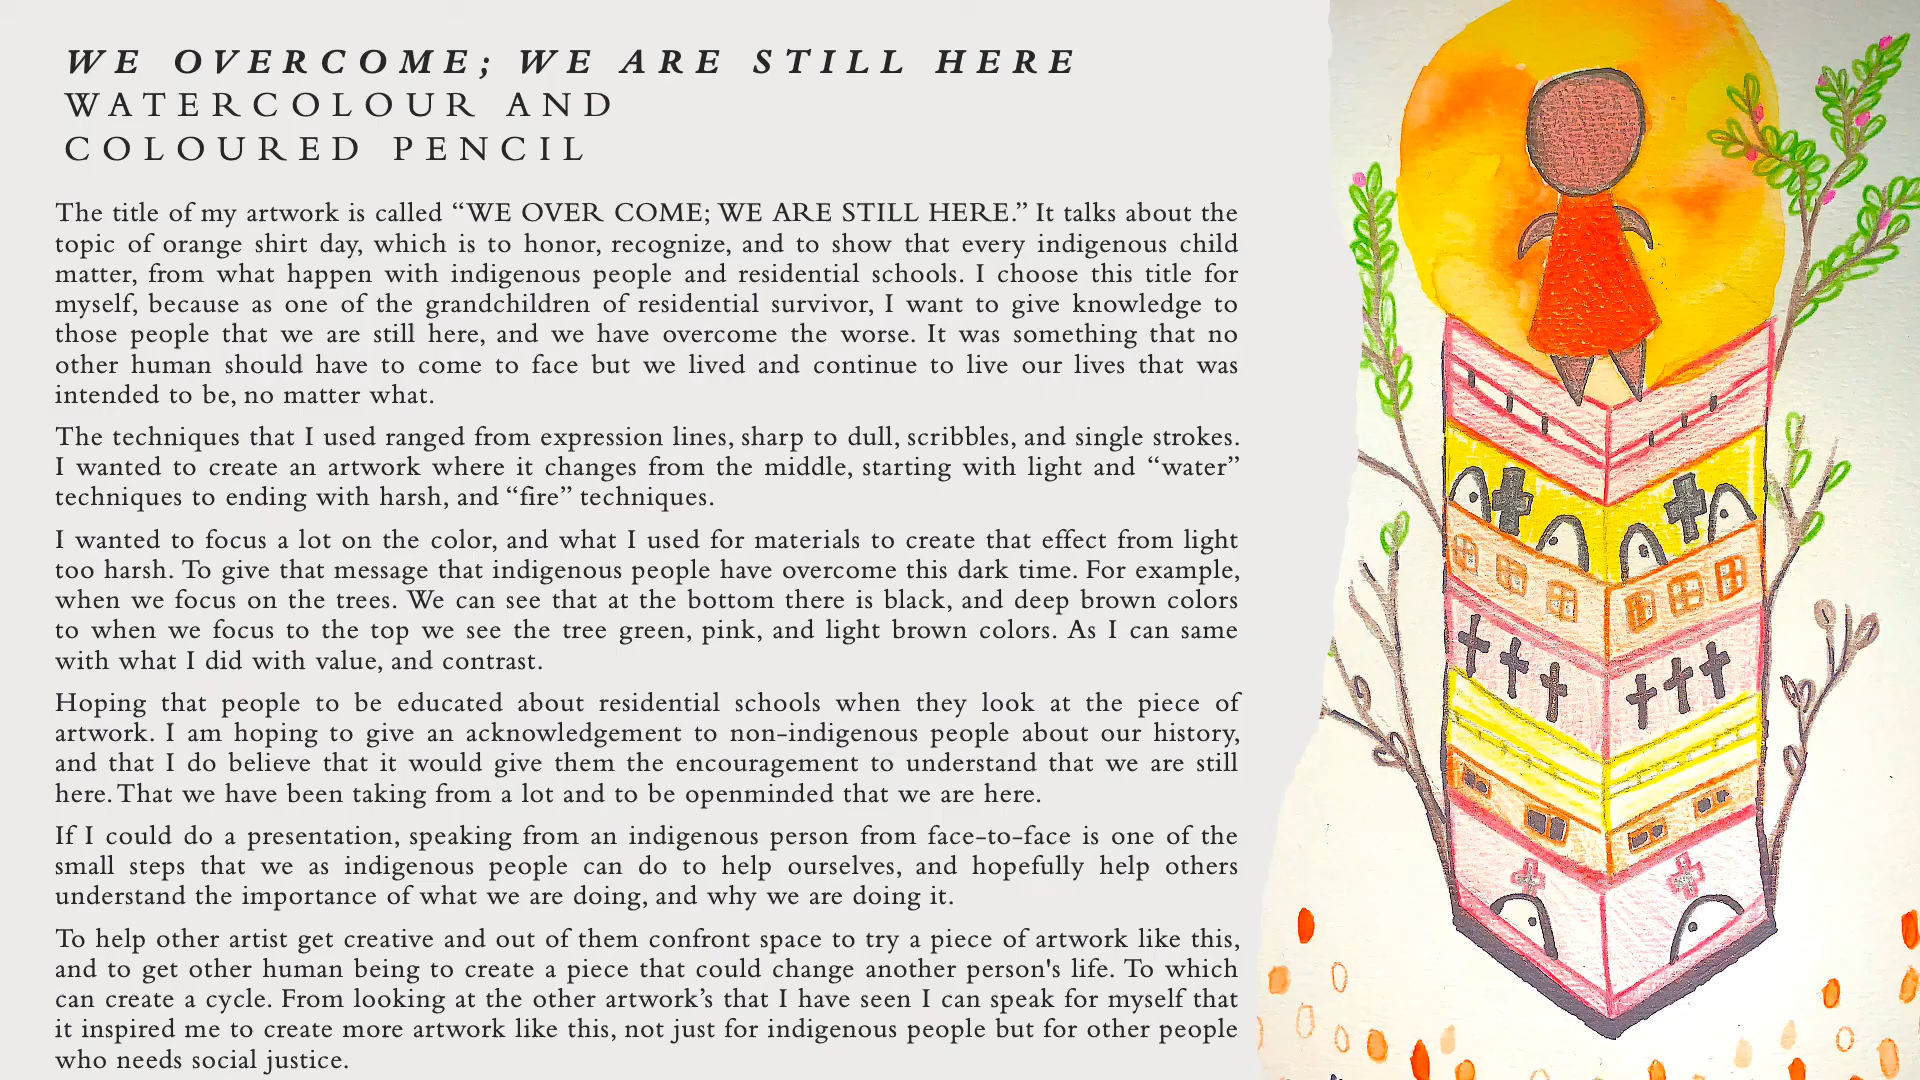 WE OVERCOME; WE ARE STILL HERE
WATERCOLOUR AND
COLOURED PENCIL
The title of my artwork is called “WE OVER COME; WE ARE STILL HERE.” It talks about the
topic of orange shirt day, which is to honor, recognize, and to show that every indigenous child
matter, from what happen with indigenous people and residential schools. I choose this title for
myself, because as one of the grandchildren of residential survivor, I want to give knowledge to
those people that we are still here, and we have overcome the worse. It was something that no
other human should have to come to face but we lived and continue to live our lives that was
intended to be, no matter what.
The techniques that I used ranged from expression lines, sharp to dull, scribbles, and single strokes.
I wanted to create an artwork where it changes from the middle, starting with light and “water”
techniques to ending with harsh, and “fire” techniques.
I wanted to focus a lot on the color, and what I used for materials to create that effect from light
too harsh. To give that message that indigenous people have overcome this dark time. For example,
when we focus on the trees. We can see that at the bottom there is black, and deep brown colors
to when we focus to the top we see the tree green, pink, and light brown colors. As I can same
with what I did with value, and contrast.
Hoping that people to be educated about residential schools when they look at the piece of
artwork. I am hoping to give an acknowledgement to non-indigenous people about our history,
and that I do believe that it would give them the encouragement to understand that we are still
here. That we have been taking from a lot and to be openminded that we are here.
If I could do a presentation, speaking from an indigenous person from face-to-face is one of the
small steps that we as indigenous people can do to help ourselves, and hopefully help others
understand the importance of what we are doing, and why we are doing it.
To help other artist get creative and out of them confront space to try a piece of artwork like this,
and to get other human being to create a piece that could change another person's life. To which
can create a cycle. From looking at the other artwork’s that I have seen I can speak for myself that
it inspired me to create more artwork like this, not just for indigenous people but for other people
who needs social justice.